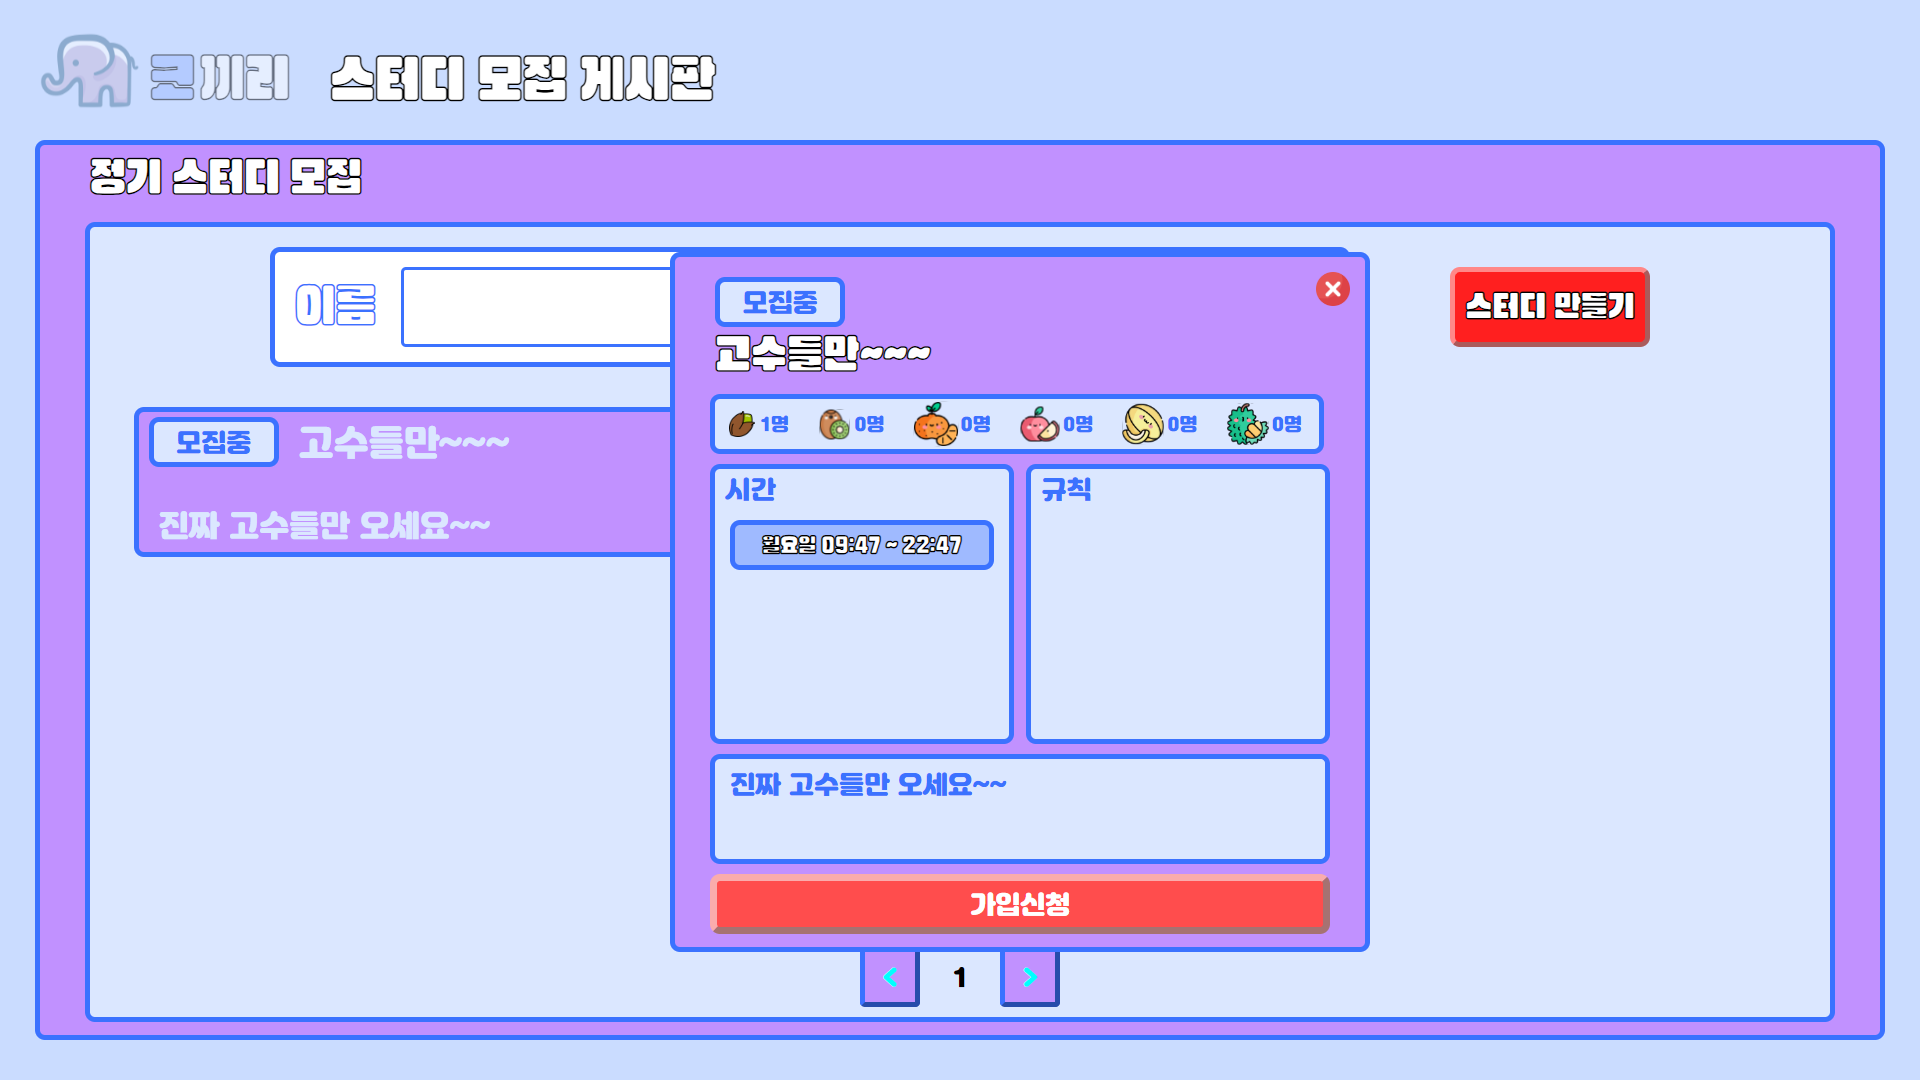 코끼리 스터디 모집 게시판
정기 스터디 모집
이름
스터디 만들기
모집중 고수들만~~~
진짜 고수들만 오세요~~
모집중
고수들만~~~
1명 0명 0명 0명 0명 0명
시간
월요일 09:47 ~ 22:47
규칙
진짜 고수들만 오세요~~
가입신청
< 1 >